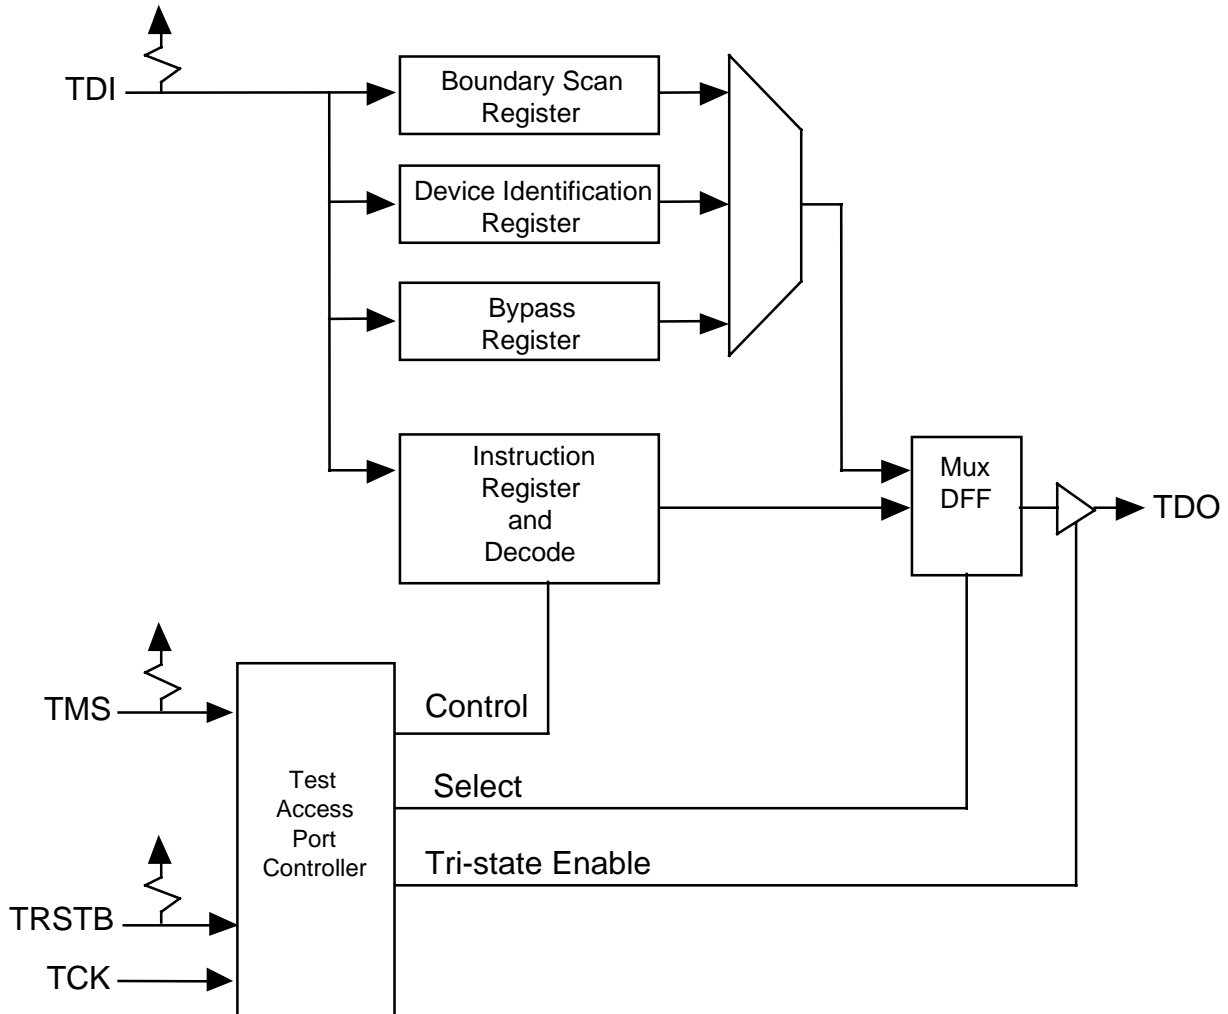 TDI
Boundary Scan
Register
Device Identification
Register
Bypass
Register
Instruction
Register
and
Decode
Mux
DFF
TDO
TMS
Control
Test
Access
Port
Controller
Select
Tri-state Enable
TRSTB
TCK